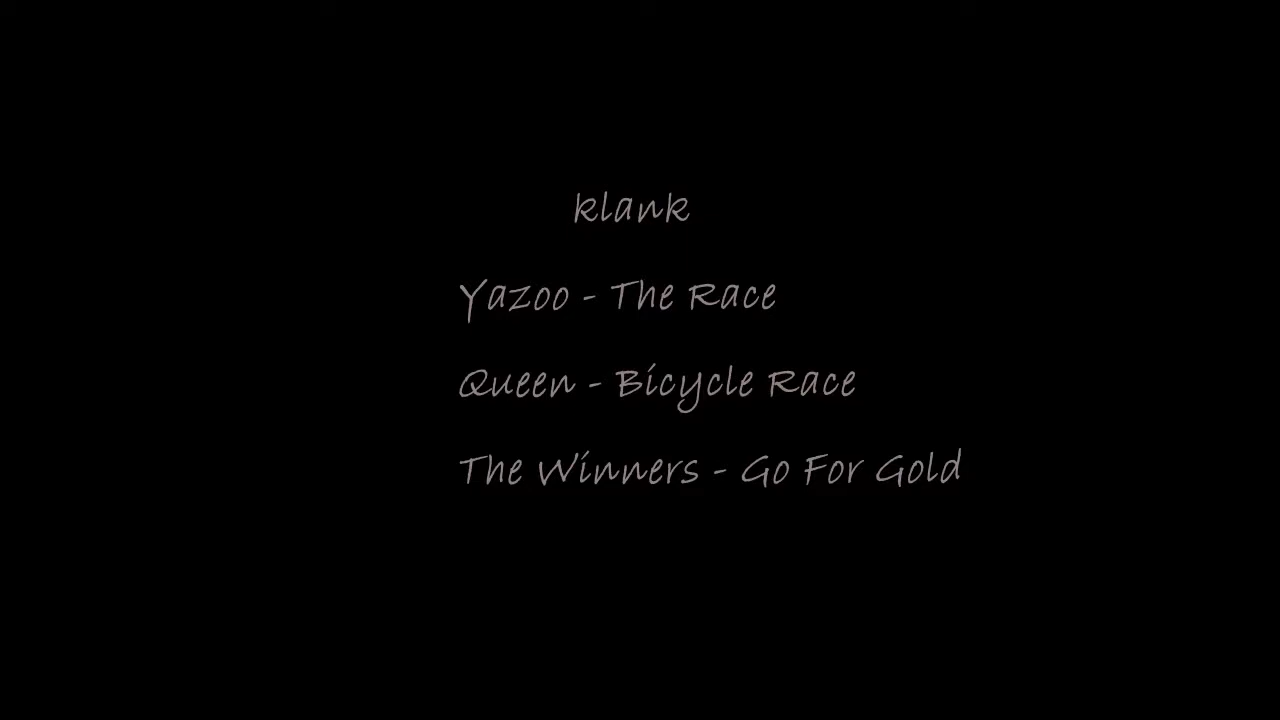 klank
Yazoo - The Race
Queen - Bicycle Race
The Winners - Go For Gold